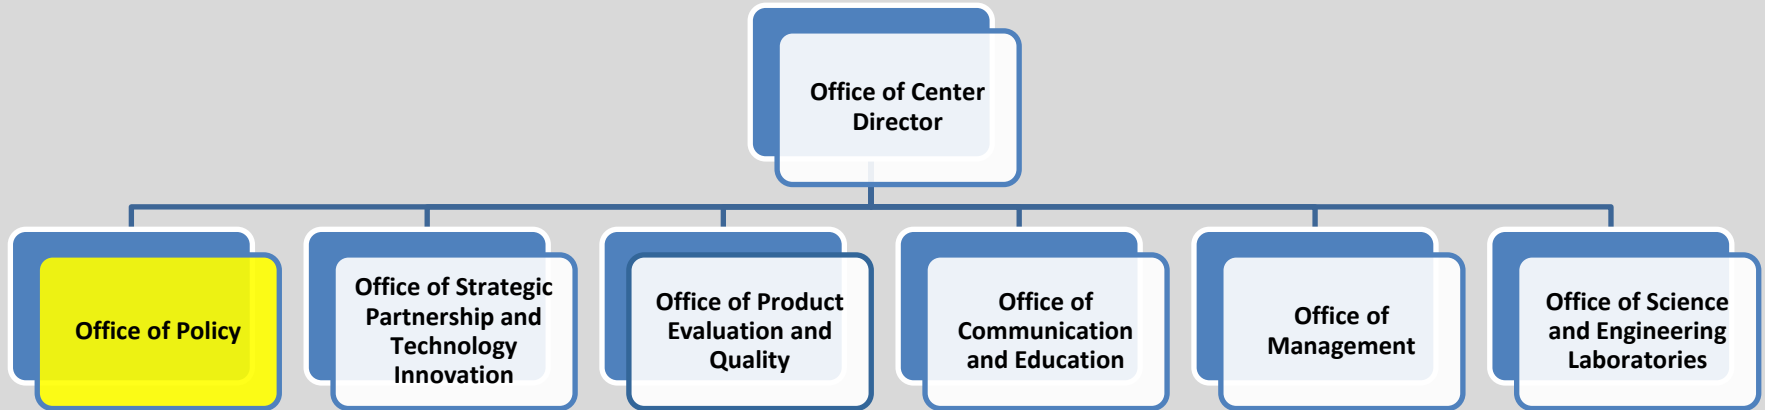 Office of Center
Director
Office of Policy
Office of Strategic
Partnership and
Technology
Innovation
Office of Product
Evaluation and
Quality
Office of
Communication
and Education
Office of
Management
Office of Science
and Engineering
Laboratories